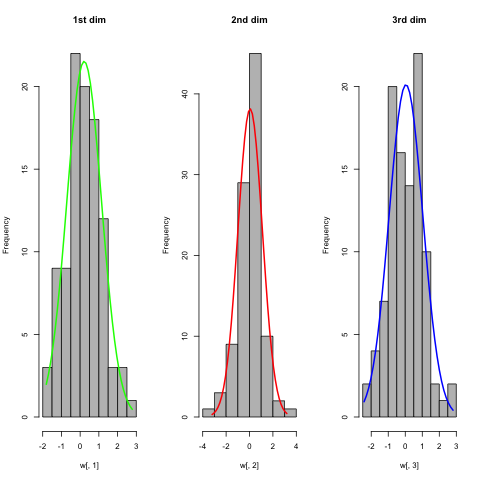 1st dim
Frequency
20
15
10
5
0
-2 -1 0 1 2 3
w[, 1]
2nd dim
Frequency
40
30
20
10
0
-4 -2 0 2 4
w[, 2]
3rd dim
Frequency
20
15
10
5
0
-2 -1 0 1 2 3
w[, 3]